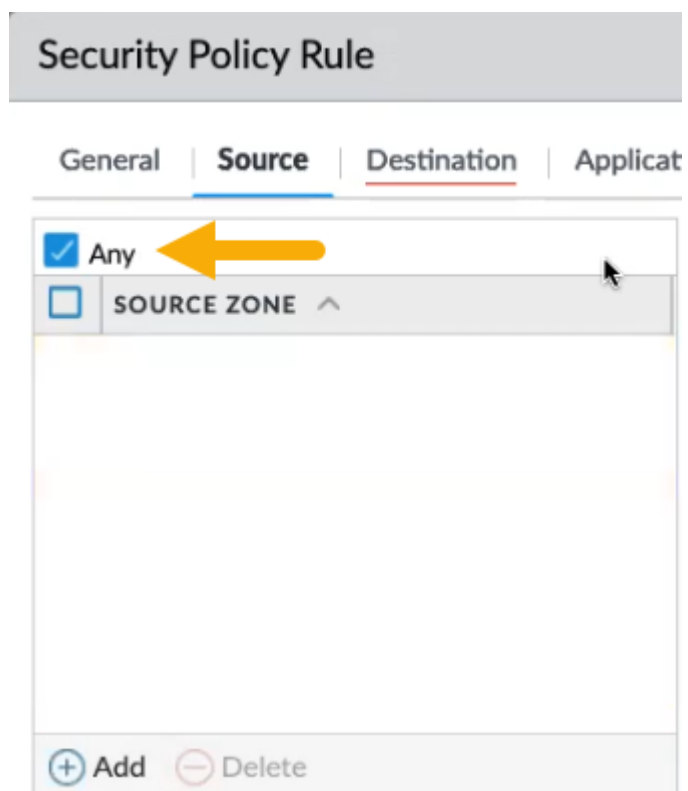 Security Policy Rule
General Source Destination Applicat
Any
SOURCE ZONE
Add Delete